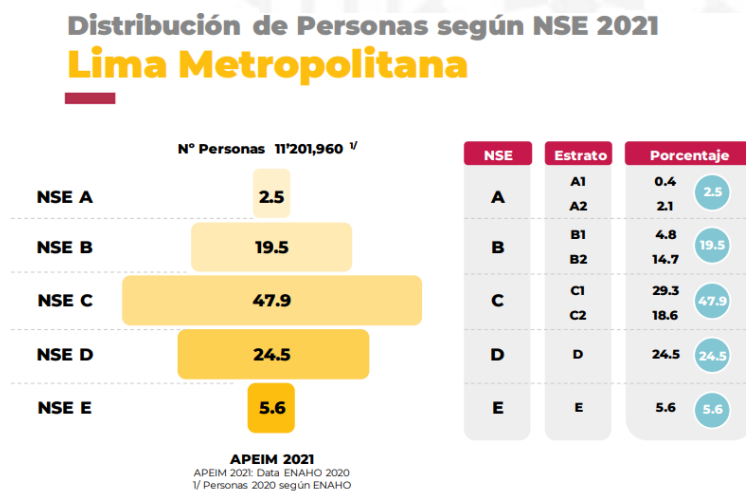 Distribución de Personas según NSE 2021
Lima Metropolitana
Nº Personas 11'201,960 1/
NSE A 2.5
NSE B 19.5
NSE C 47.9
NSE D 24.5
NSE E 5.6
APEIM 2021
APEIM 2021: Data ENAHO 2020
1/ Personas 2020 según ENAHO
NSE Estrato Porcentaje
A1 0.4
A 2.5
A2 2.1
B1 4.8
B 19.5
B2 14.7
C1 29.3
C 47.9
C2 18.6
D D 24.5 24.5
E E 5.6 5.6